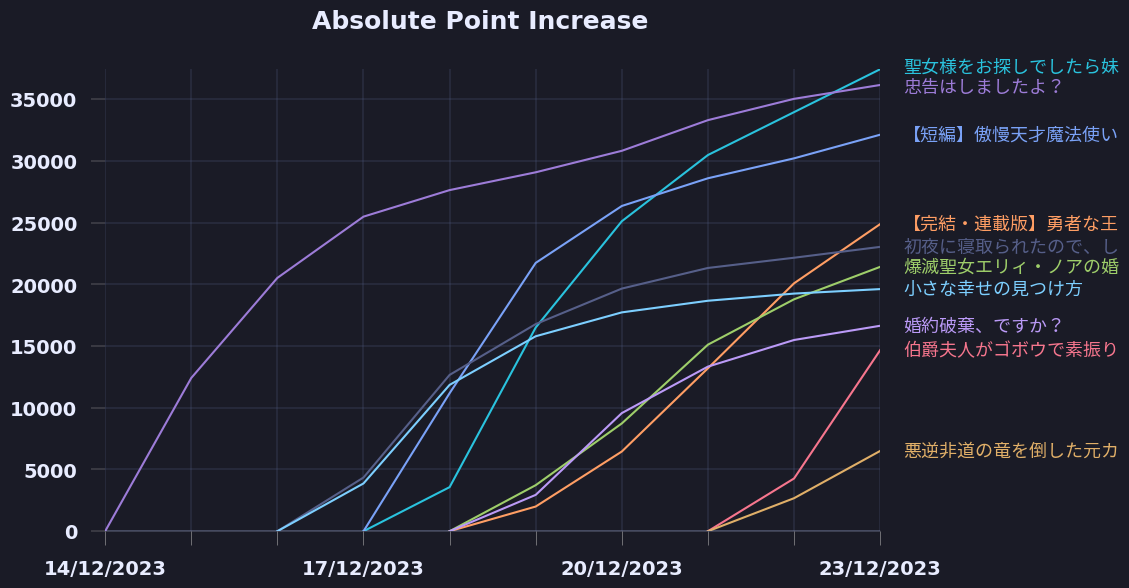 Absolute Point Increase
35000
30000
25000
20000
15000
10000
5000
0
14/12/2023
17/12/2023
20/12/2023
23/12/2023
聖女様をお探しでしたら妹
忠告はしましたよ？
【短編】傲慢天才魔法使い
【完結・連載版】勇者な王
初夜に寝取られたので、し
爆滅聖女エリィ・ノアの婚
小さな幸せの見つけ方
婚約破棄、ですか？
伯爵夫人がゴボウで素振り
悪逆非道の竜を倒した元カ